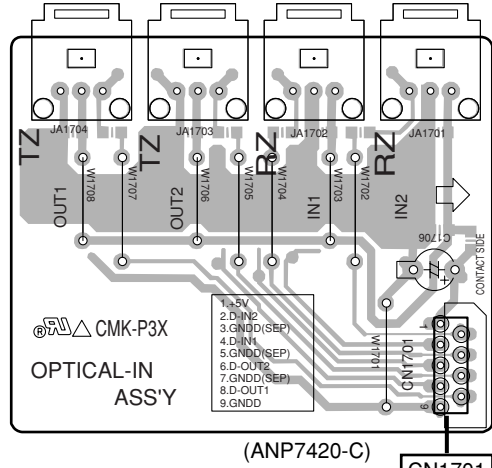 JA1704
JA1703
JA1702
JA1701
TZ
TZ
RZ
RZ
W1708
W1707
W1706
W1705
W1704
W1703
W1702
OUT1
OUT2
IN1
IN2
C1706
+
CONTACT SIDE
CMK-P3X
OPTICAL-IN
ASS'Y
1.+5V
2.D-IN2
3.GNDD(SEP)
4.D-IN1
5.GNDD(SEP)
6.D-OUT2
7.GNDD(SEP)
8.D-OUT1
9.GNDD
W1701
CN1701
1
9
(ANP7420-C)
CN1701